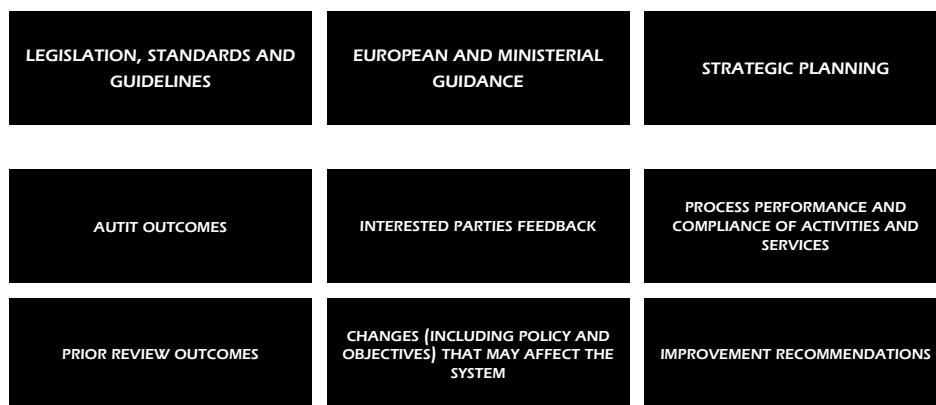 LEGISLATION, STANDARDS AND
GUIDELINES
EUROPEAN AND MINISTERIAL
GUIDANCE
STRATEGIC PLANNING
AUTIT OUTCOMES
INTERESTED PARTIES FEEDBACK
PROCESS PERFORMANCE AND
COMPLIANCE OF ACTIVITIES AND
SERVICES
PRIOR REVIEW OUTCOMES
CHANGES (INCLUDING POLICY AND
OBJECTIVES) THAT MAY AFFECT THE
SYSTEM
IMPROVEMENT RECOMMENDATIONS